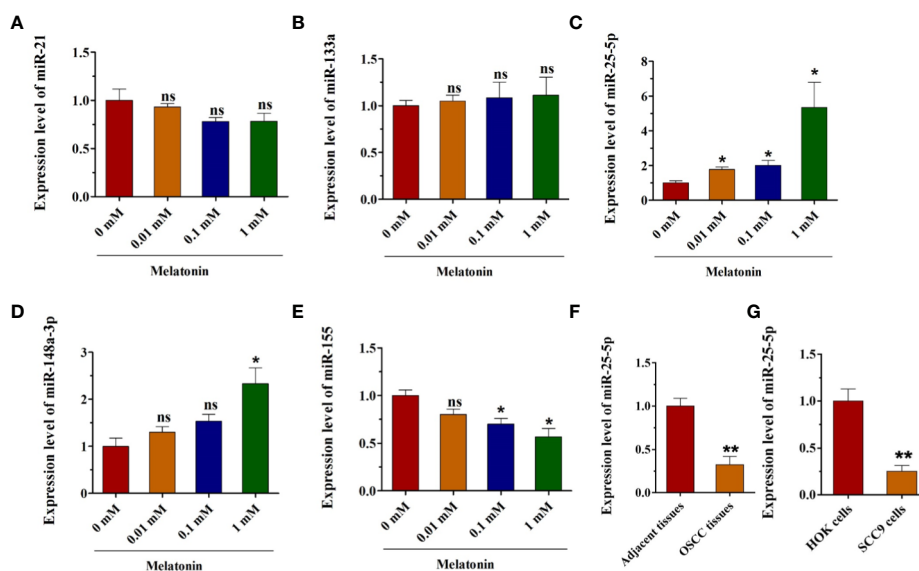 A
Expression level of miR-21
1.5
1.0
0.5
0.0
ns
ns
ns
0 mM
0.01 mM
0.1 mM
1 mM
Melatonin
B
Expression level of miR-133a
1.5
1.0
0.5
0.0
ns
ns
ns
0 mM
0.01 mM
0.1 mM
1 mM
Melatonin
C
Expression level of miR-25-5p
8
6
4
2
0
*
*
*
0 mM
0.01 mM
0.1 mM
1 mM
Melatonin
D
Expression level of miR-148a-3p
3
2
1
0
ns
ns
*
0 mM
0.01 mM
0.1 mM
1 mM
Melatonin
E
Expression level of miR-155
1.5
1.0
0.5
0.0
ns
*
*
0 mM
0.01 mM
0.1 mM
1 mM
Melatonin
F
Expression level of miR-25-5p
1.5
1.0
0.5
0.0
**
Adjacent tissues
OSCC tissues
G
Expression level of miR-25-5p
1.5
1.0
0.5
0.0
**
HOK cells
SCC9 cells